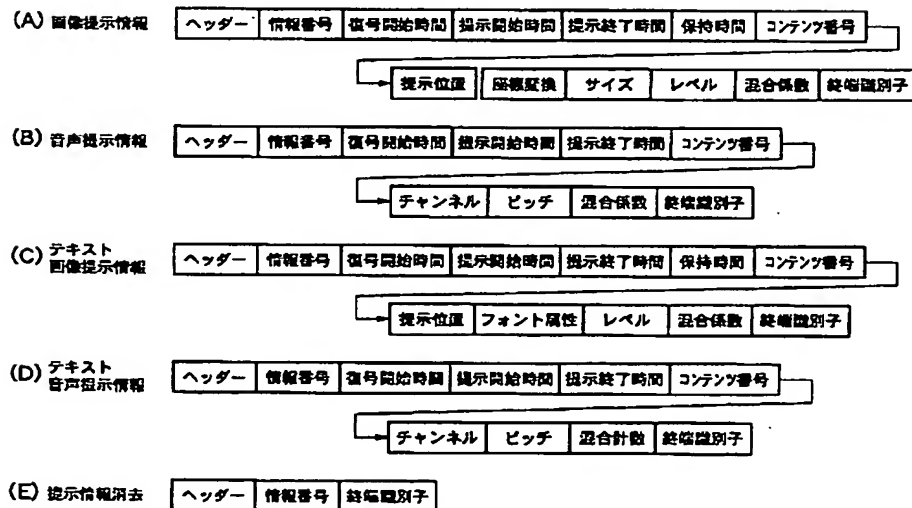 (A) 画像提示情報 ヘッダー 情報番号 復号開始時間 提示開始時間 提示終了時間 保持時間 コンテンツ番号
提示位置 座標変換 サイズ レベル 混合係数 終端識別子
(B) 音声提示情報 ヘッダー 情報番号 復号開始時間 提示開始時間 提示終了時間 コンテンツ番号
チャンネル ピッチ 混合係数 終端識別子
(C) テキスト
画像提示情報 ヘッダー 情報番号 復号開始時間 提示開始時間 提示終了時間 保持時間 コンテンツ番号
提示位置 フォント属性 レベル 混合係数 終端識別子
(D) テキスト
音声提示情報 ヘッダー 情報番号 復号開始時間 提示開始時間 提示終了時間 コンテンツ番号
チャンネル ピッチ 混合計数 終端識別子
(E) 提示情報消去 ヘッダー 情報番号 終端識別子